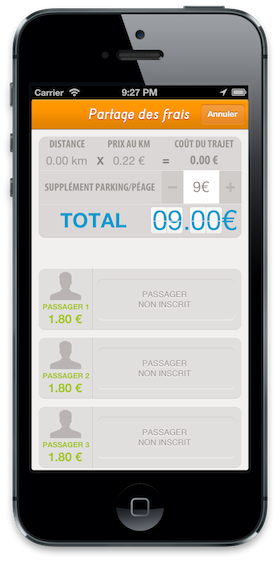 Carrier 9:27 PM
Partage des frais Annuler
DISTANCE PRIX AU KM COÛT DU TRAJET
0.00 km X 0.22 € = 0.00 €
SUPPLÉMENT PARKING/PÉAGE − 9€ +
TOTAL 09.00€
PASSAGER 1
1.80 €
PASSAGER
NON INSCRIT
PASSAGER 2
1.80 €
PASSAGER
NON INSCRIT
PASSAGER 3
1.80 €
PASSAGER
NON INSCRIT